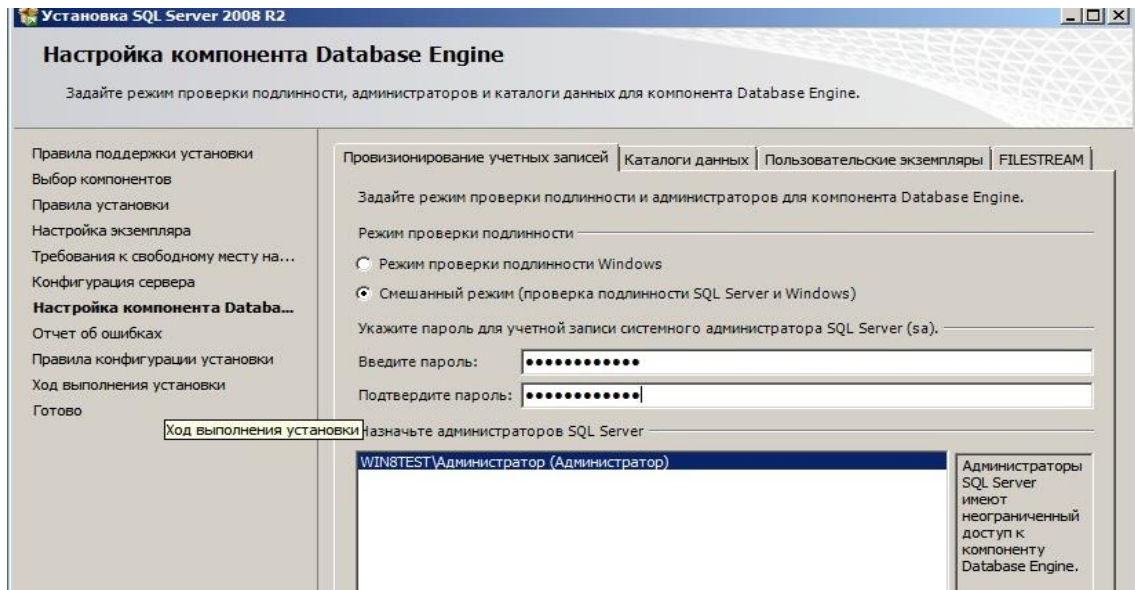 Установка SQL Server 2008 R2
Настройка компонента Database Engine
Задайте режим проверки подлинности, администраторов и каталоги данных для компонента Database Engine.
Правила поддержки установки
Выбор компонентов
Правила установки
Настройка экземпляра
Требования к свободному месту на...
Конфигурация сервера
Настройка компонента Databa...
Отчет об ошибках
Правила конфигурации установки
Ход выполнения установки
Готово
Ход выполнения установки
Провизионирование учетных записей
Каталоги данных
Пользовательские экземпляры
FILESTREAM
Задайте режим проверки подлинности и администраторов для компонента Database Engine.
Режим проверки подлинности
Режим проверки подлинности Windows
Смешанный режим (проверка подлинности SQL Server и Windows)
Укажите пароль для учетной записи системного администратора SQL Server (sa).
Введите пароль: ●●●●●●●●●●●●
Подтвердите пароль: ●●●●●●●●●●●●
Назначьте администраторов SQL Server
WIN8TEST\Администратор (Администратор)
Администраторы
SQL Server
имеют
неограниченный
доступ к
компоненту
Database Engine.